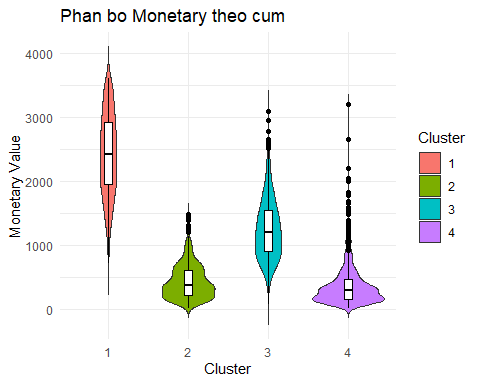 Phan bo Monetary theo cum
Monetary Value
4000
3000
2000
1000
0
1 2 3 4
Cluster
Cluster
1
2
3
4